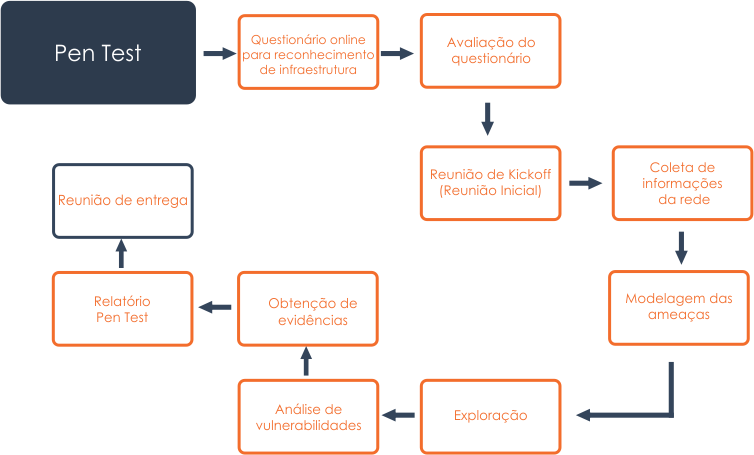 Pen Test
Questionário online
para reconhecimento
de infraestrutura
Avaliação do
questionário
Reunião de Kickoff
(Reunião Inicial)
Coleta de
informações
da rede
Modelagem das
ameaças
Exploração
Análise de
vulnerabilidades
Obtenção de
evidências
Relatório
Pen Test
Reunião de entrega